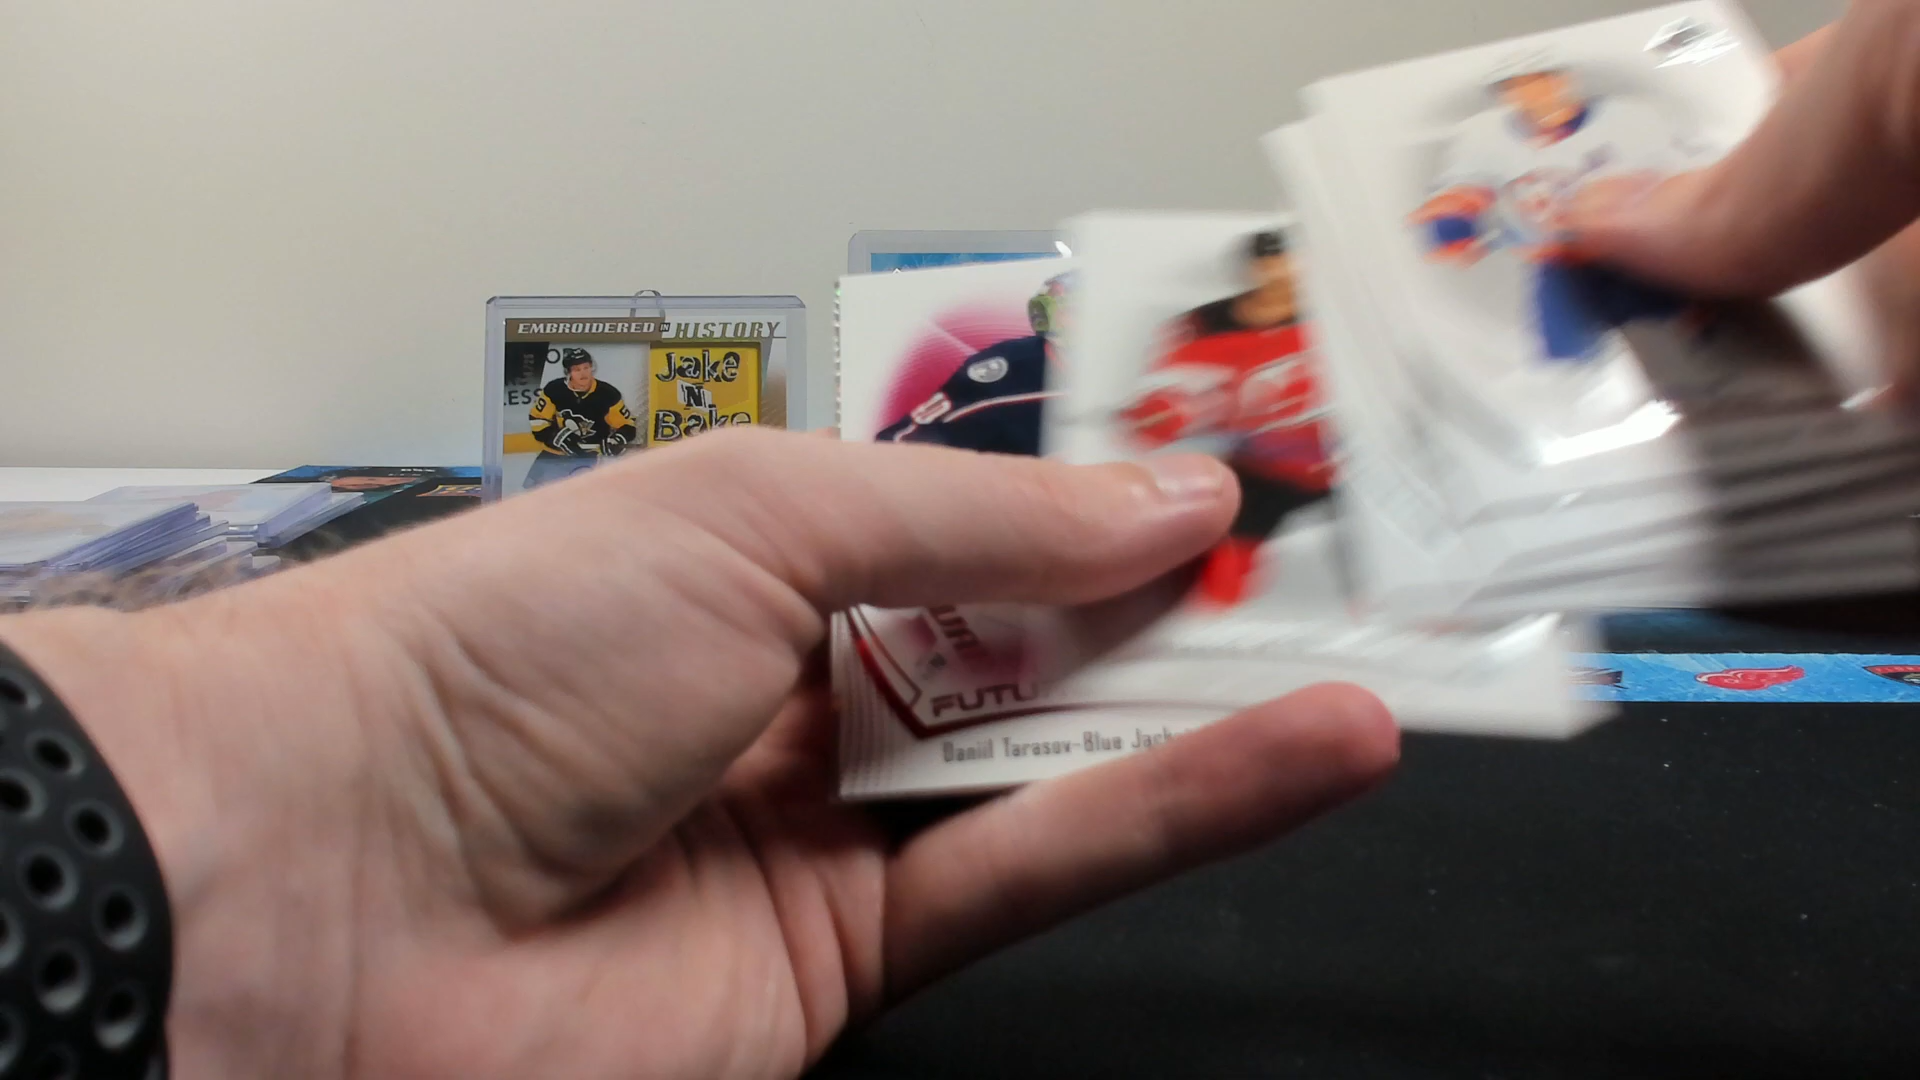 EMBROIDERED IN HISTORY
Jake
N
Bake
FUTU
Daniil Tarasov-Blue Jack